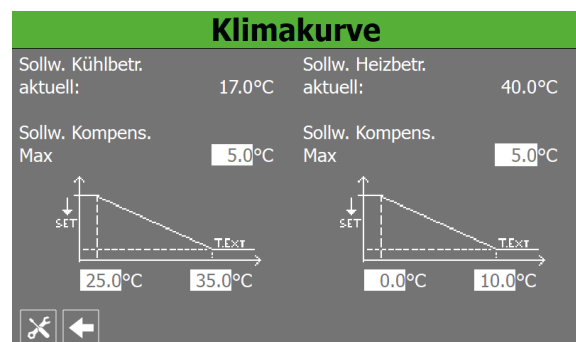 Klimakurve
Sollw. Kühlbetr.
aktuell: 17.0°C
Sollw. Heizbetr.
aktuell: 40.0°C
Sollw. Kompens.
Max 5.0°C
Sollw. Kompens.
Max 5.0°C
SET
T.EXT
25.0°C 35.0°C
SET
T.EXT
0.0°C 10.0°C